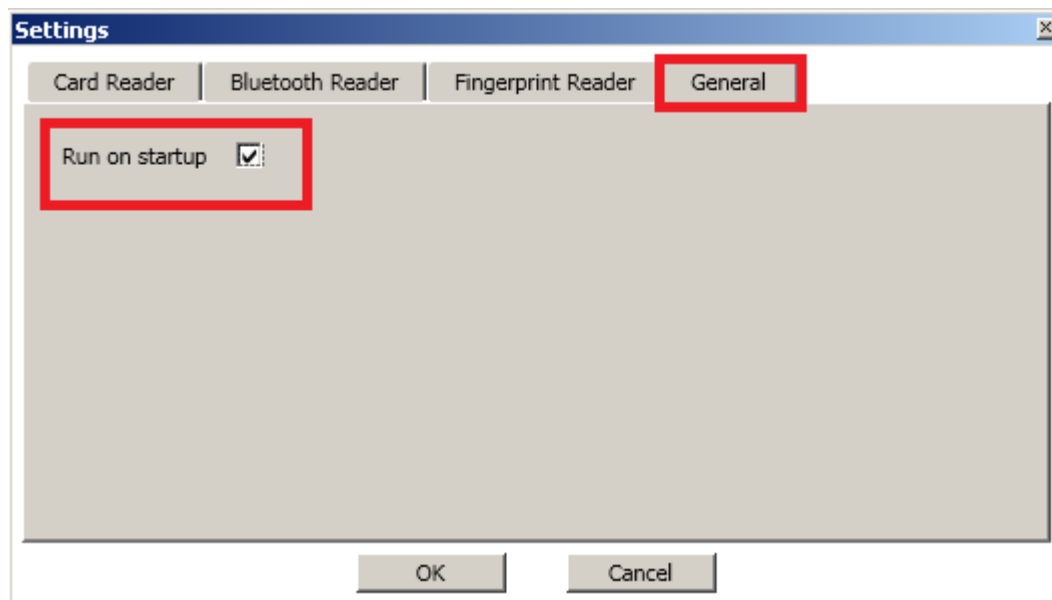 Settings
Card Reader Bluetooth Reader Fingerprint Reader General
Run on startup
OK Cancel